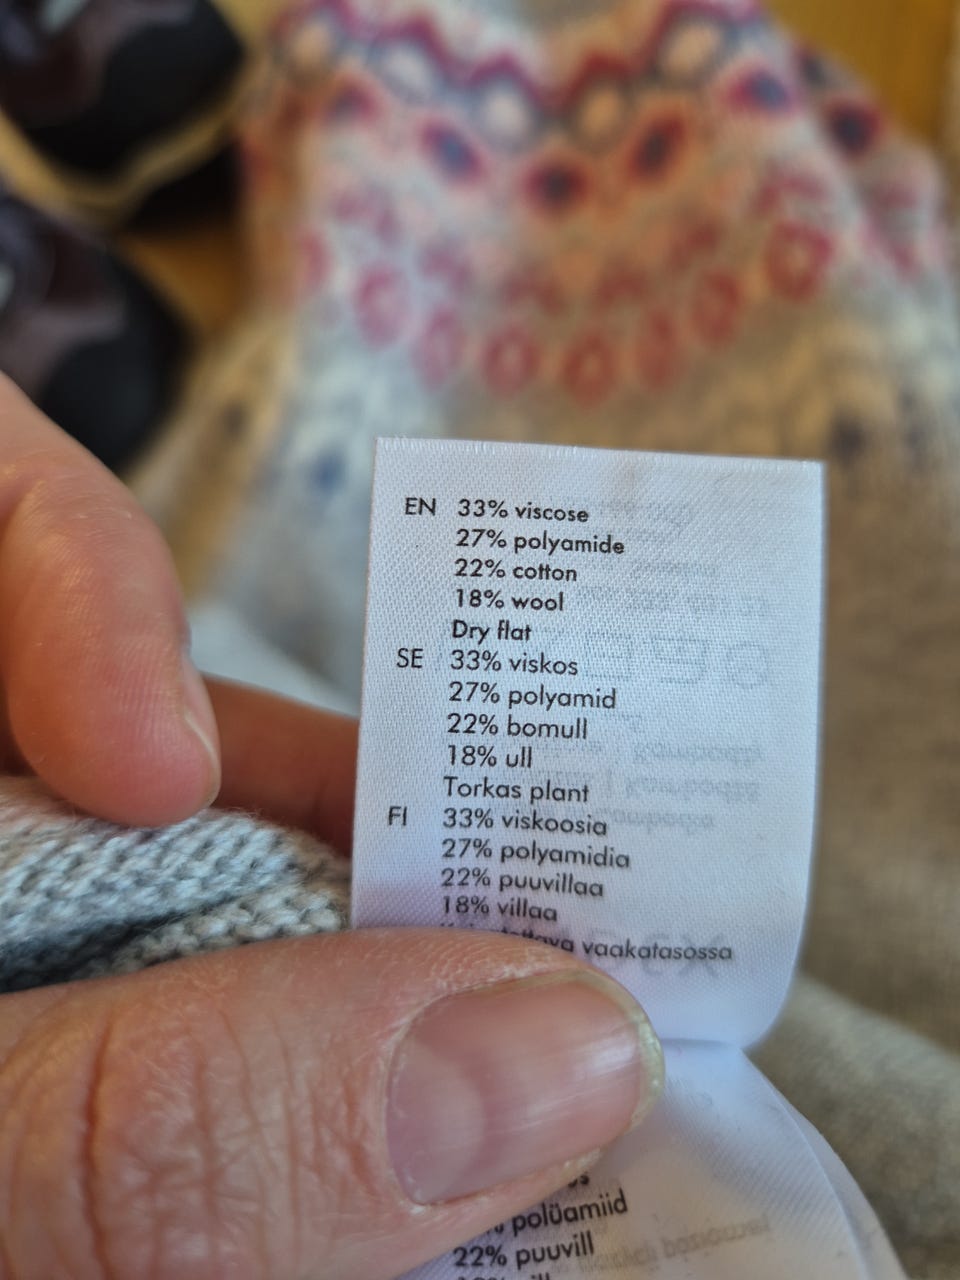 EN 33% viscose
27% polyamide
22% cotton
18% wool
Dry flat
SE 33% viskos
27% polyamid
22% bomull
18% ull
Torkas plant
FI 33% viskoosia
27% polyamidia
22% puuvillaa
18% villaa
vaakatasossa
polüamiid
22% puuvill